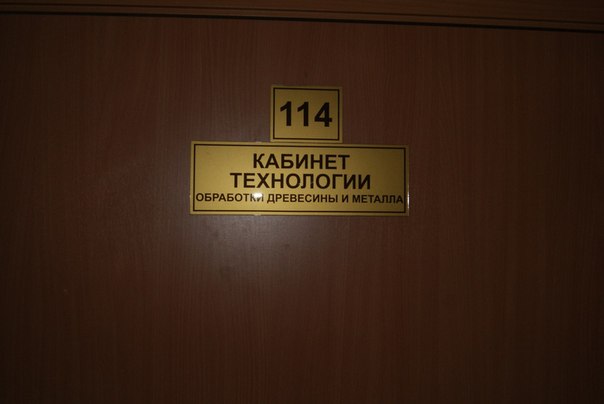 114
КАБИНЕТ
ТЕХНОЛОГИИ
ОБРАБОТКИ ДРЕВЕСИНЫ И МЕТАЛЛА